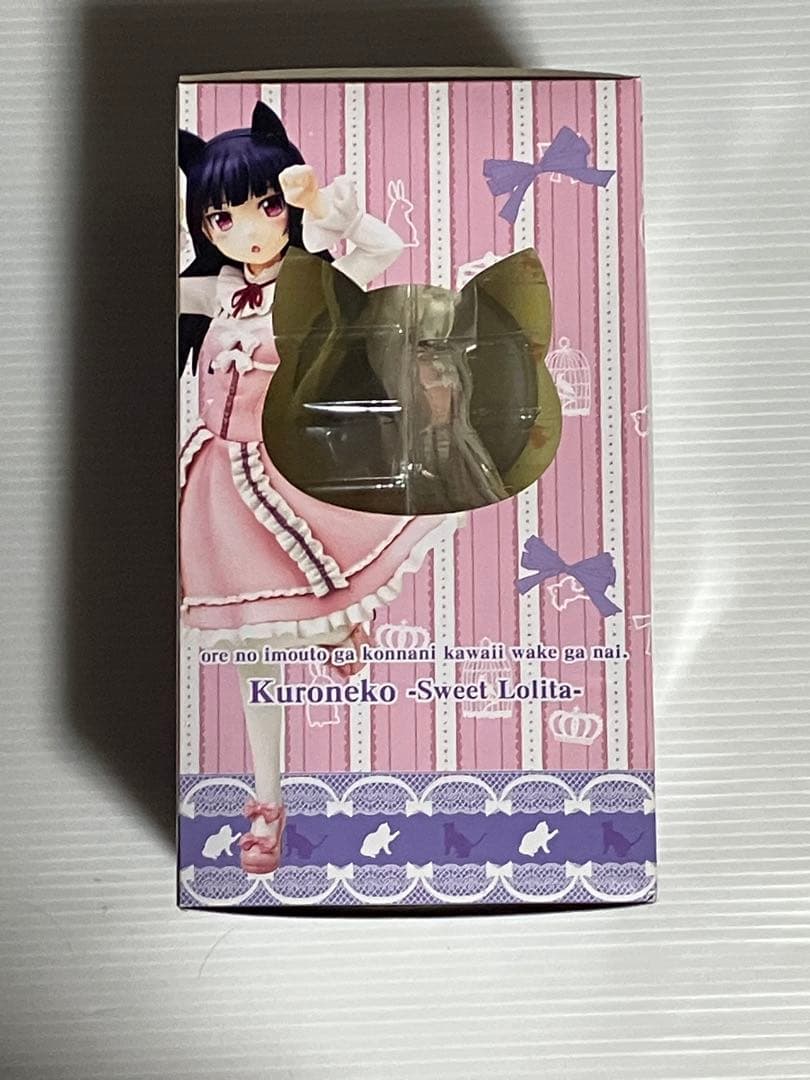 ore no imouto ga konnani kawaii wake ga nai.
Kuroneko -Sweet Lolita-